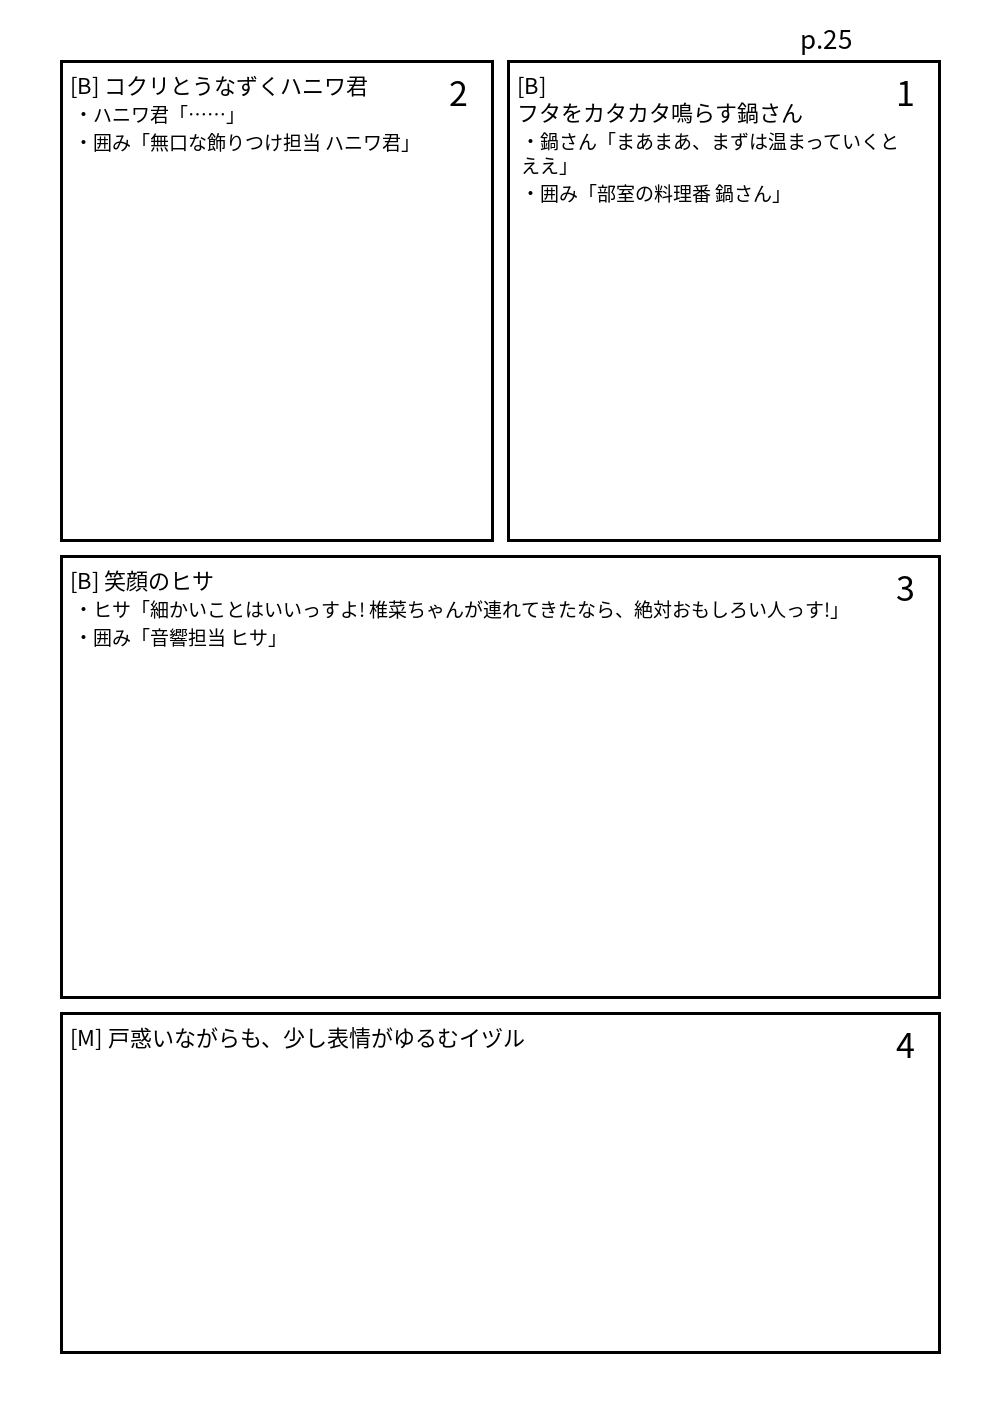 p.25
1
[B]
フタをカタカタ鳴らす鍋さん
・鍋さん「まあまあ、まずは温まっていくと
ええ」
・囲み「部室の料理番 鍋さん」
2
[B] コクリとうなずくハニワ君
・ハニワ君「……」
・囲み「無口な飾りつけ担当 ハニワ君」
3
[B] 笑顔のヒサ
・ヒサ「細かいことはいいっすよ! 椎菜ちゃんが連れてきたなら、絶対おもしろい人っす!」
・囲み「音響担当 ヒサ」
4
[M] 戸惑いながらも、少し表情がゆるむイヅル